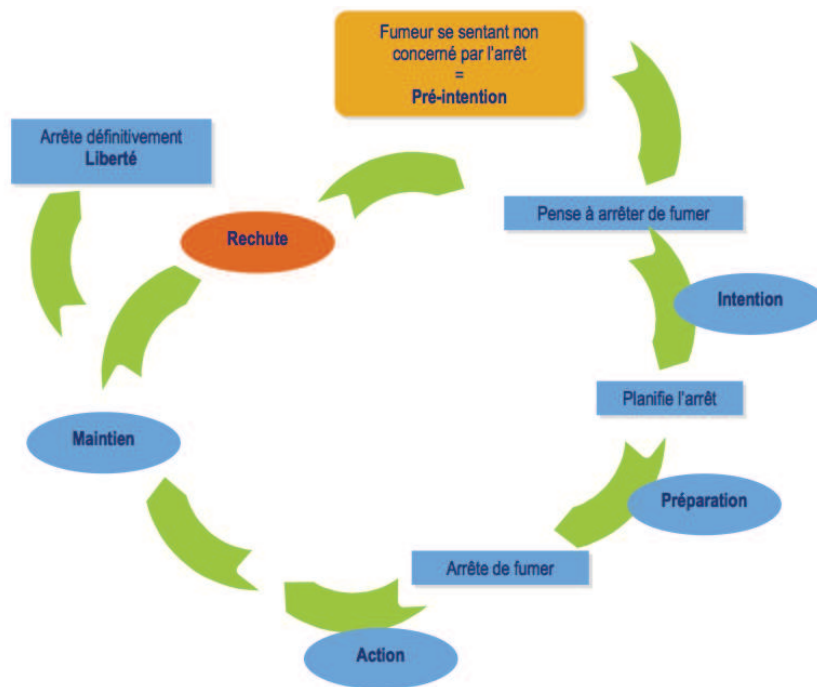 Fumeur se sentant non
concerné par l'arrêt
=
Pré-intention
Arrête définitivement
Liberté
Rechute
Pense à arrêter de fumer
Intention
Planifie l'arrêt
Maintien
Préparation
Arrête de fumer
Action